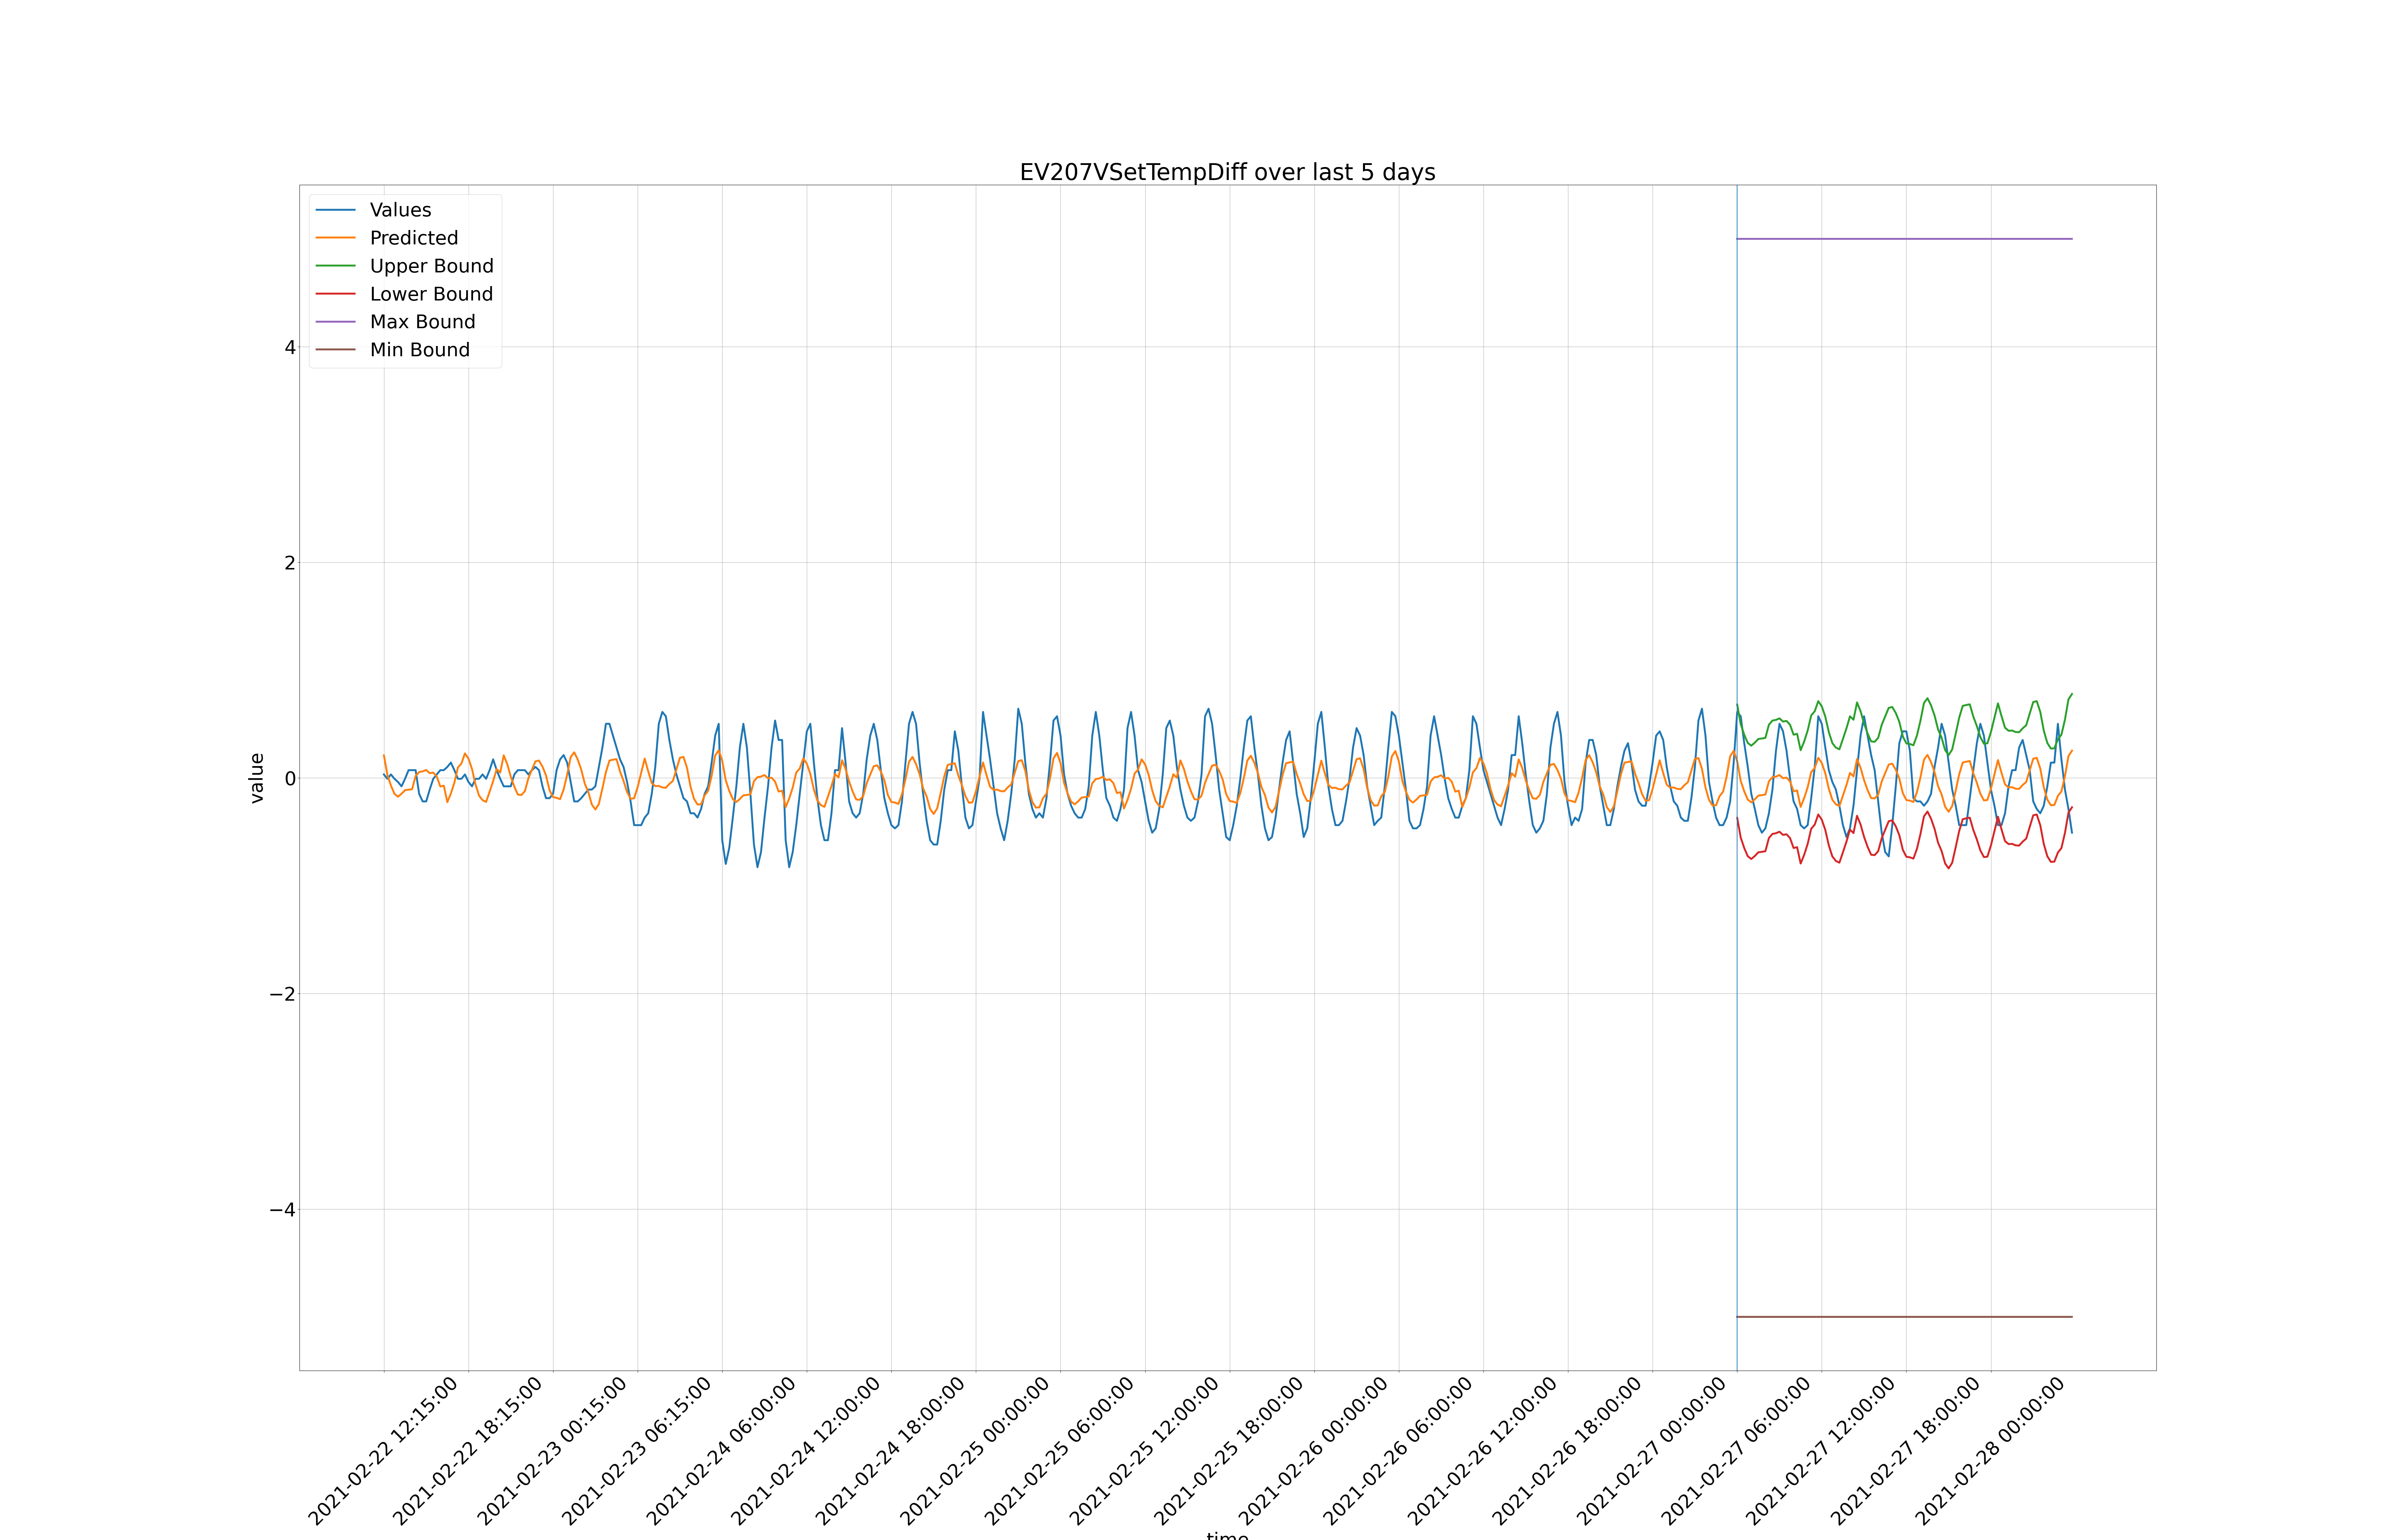 EV207VSetTempDiff over last 5 days
Values
Predicted
Upper Bound
Lower Bound
Max Bound
Min Bound
4
2
0
−2
−4
value
2021-02-22 12:15:00
2021-02-22 18:15:00
2021-02-23 00:15:00
2021-02-23 06:15:00
2021-02-24 06:00:00
2021-02-24 12:00:00
2021-02-24 18:00:00
2021-02-25 00:00:00
2021-02-25 06:00:00
2021-02-25 12:00:00
2021-02-25 18:00:00
2021-02-26 00:00:00
2021-02-26 06:00:00
2021-02-26 12:00:00
2021-02-26 18:00:00
2021-02-27 00:00:00
2021-02-27 06:00:00
2021-02-27 12:00:00
2021-02-27 18:00:00
2021-02-28 00:00:00
time